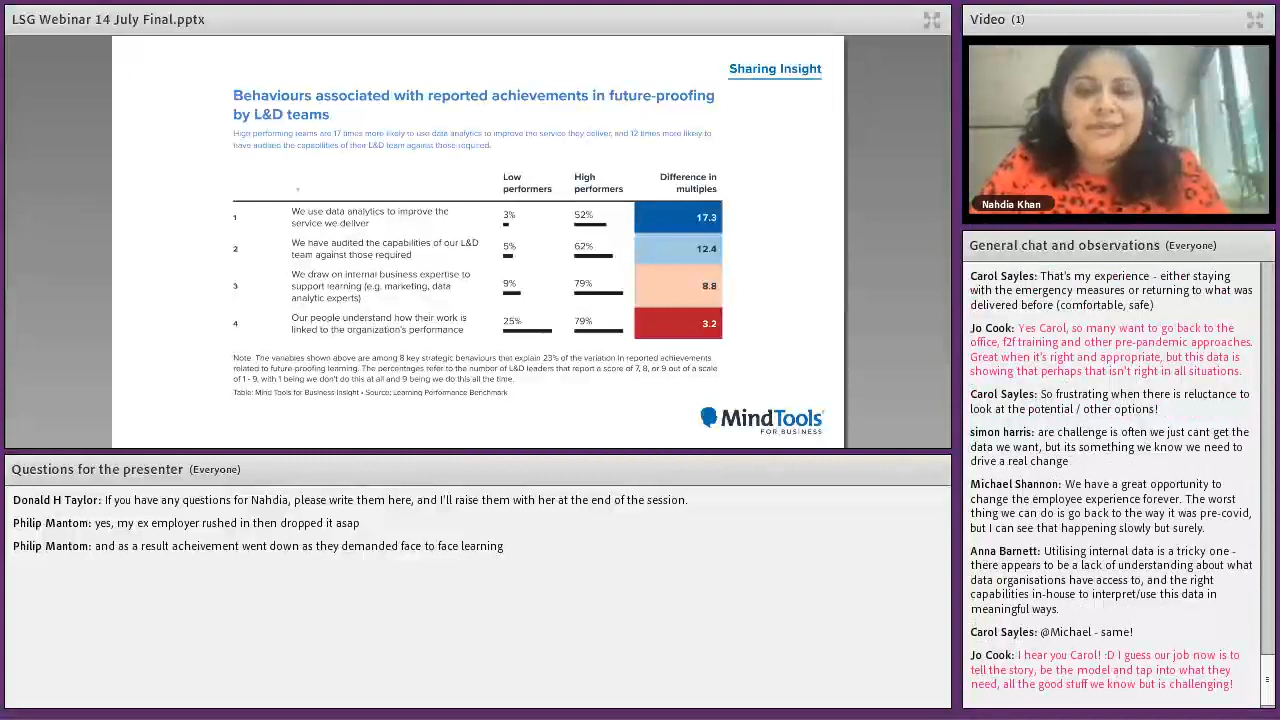 LSG Webinar 14 July Final.pptx
Sharing Insight
Behaviours associated with reported achievements in future-proofing
by L&D teams
High performing teams are 17 times more likely to use data analytics to improve the service they deliver, and 12 times more likely to
have audited the capabilities of their L&D team against those required.
Low performers
High performers
Difference in multiples
1 We use data analytics to improve the
service we deliver 3% 52% 17.3
2 We have audited the capabilities of our L&D
team against those required 5% 62% 12.4
3 We draw on internal business expertise to
support learning (e.g. marketing, data
analytic experts) 9% 79% 8.8
4 Our people understand how their work is
linked to the organization's performance 25% 79% 3.2
Note The variables shown above are among 8 key strategic behaviours that explain 23% of the variation in reported achievements
related to future-proofing learning. The percentages refer to the number of L&D leaders that report a score of 7, 8, or 9 out of a scale
of 1 - 9, with 1 being we don't do this at all and 9 being we do this all the time.
Table: Mind Tools for Business Insight • Source: Learning Performance Benchmark
MindTools
FOR BUSINESS
Questions for the presenter (Everyone)
Donald H Taylor: If you have any questions for Nahdia, please write them here, and I'll raise them with her at the end of the session.
Philip Mantom: yes, my ex employer rushed in then dropped it asap
Philip Mantom: and as a result acheivement went down as they demanded face to face learning
Video (1)
Nahdia Khan
General chat and observations (Everyone)
Carol Sayles: That's my experience - either staying
with the emergency measures or returning to what was
delivered before (comfortable, safe)
Jo Cook: Yes Carol, so many want to go back to the
office, f2f training and other pre-pandemic approaches.
Great when it's right and appropriate, but this data is
showing that perhaps that isn't right in all situations.
Carol Sayles: So frustrating when there is reluctance to
look at the potential / other options!
simon harris: are challenge is often we just cant get the
data we want, but its something we know we need to
drive a real change
Michael Shannon: We have a great opportunity to
change the employee experience forever. The worst
thing we can do is go back to the way it was pre-covid,
but I can see that happening slowly but surely.
Anna Barnett: Utilising internal data is a tricky one -
there appears to be a lack of understanding about what
data organisations have access to, and the right
capabilities in-house to interpret/use this data in
meaningful ways.
Carol Sayles: @Michael - same!
Jo Cook: I hear you Carol! :D I guess our job now is to
tell the story, be the model and tap into what they
need, all the good stuff we know but is challenging!